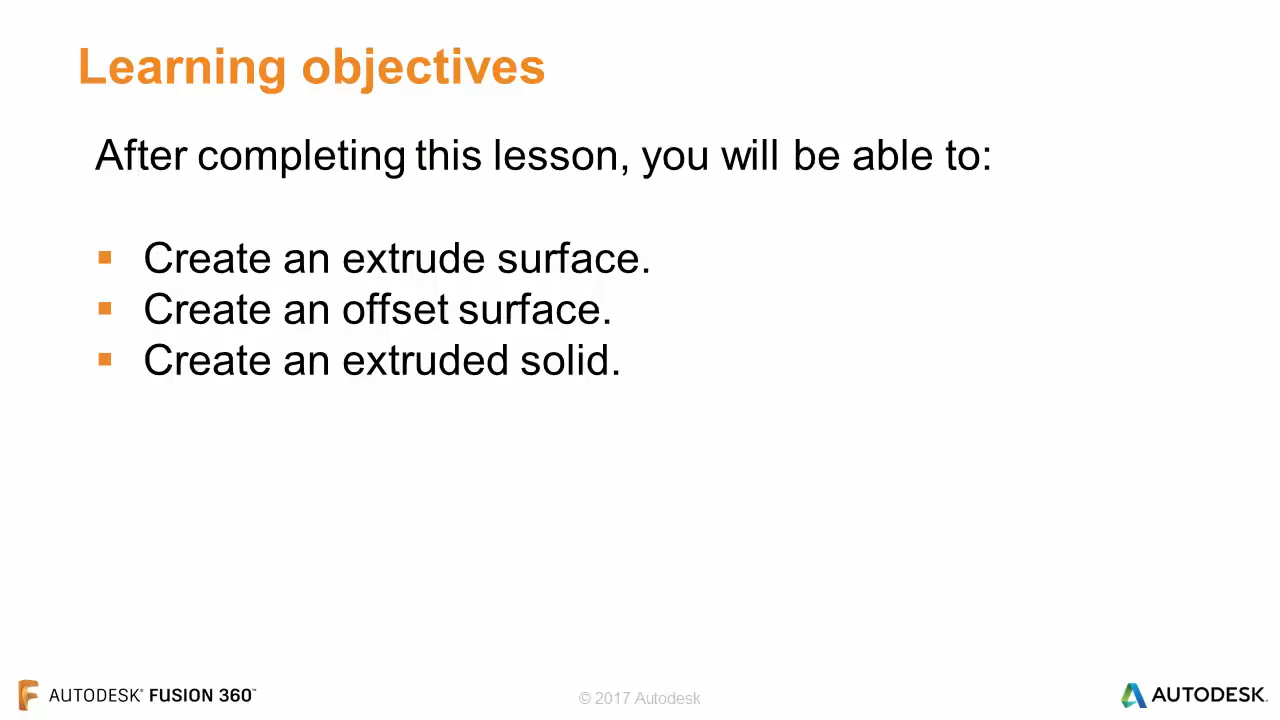 Learning objectives
After completing this lesson, you will be able to:
▪ Create an extrude surface.
▪ Create an offset surface.
▪ Create an extruded solid.
AUTODESK® FUSION 360™
© 2017 Autodesk
AUTODESK.